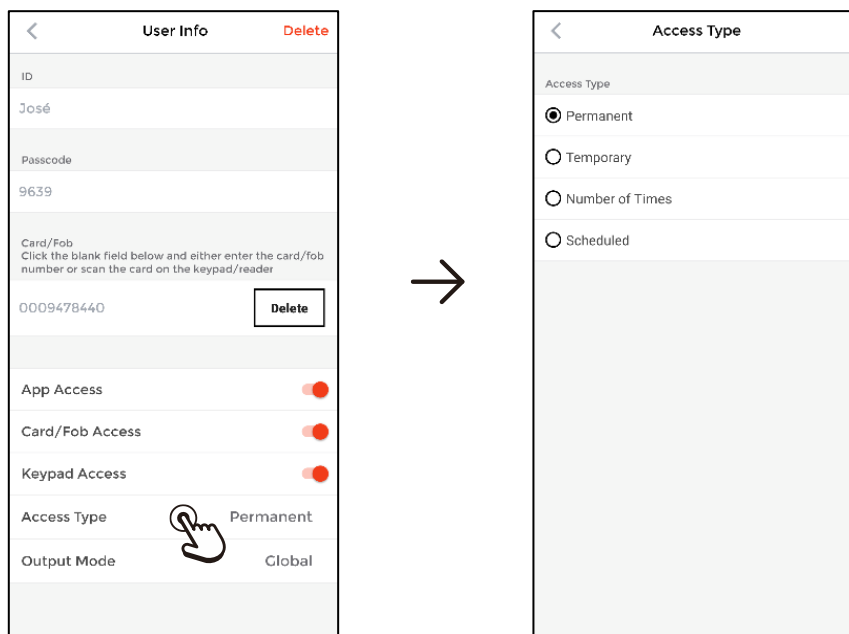 User Info
Delete
ID
José
Passcode
9639
Card/Fob
Click the blank field below and either enter the card/fob
number or scan the card on the keypad/reader
0009478440
Delete
App Access
Card/Fob Access
Keypad Access
Access Type
Permanent
Output Mode
Global
Access Type
Access Type
Permanent
Temporary
Number of Times
Scheduled